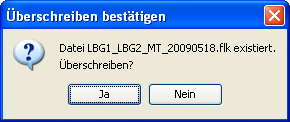 Überschreiben bestätigen
Datei LBG1_LBG2_MT_20090518.flk existiert.
Überschreiben?
Ja
Nein